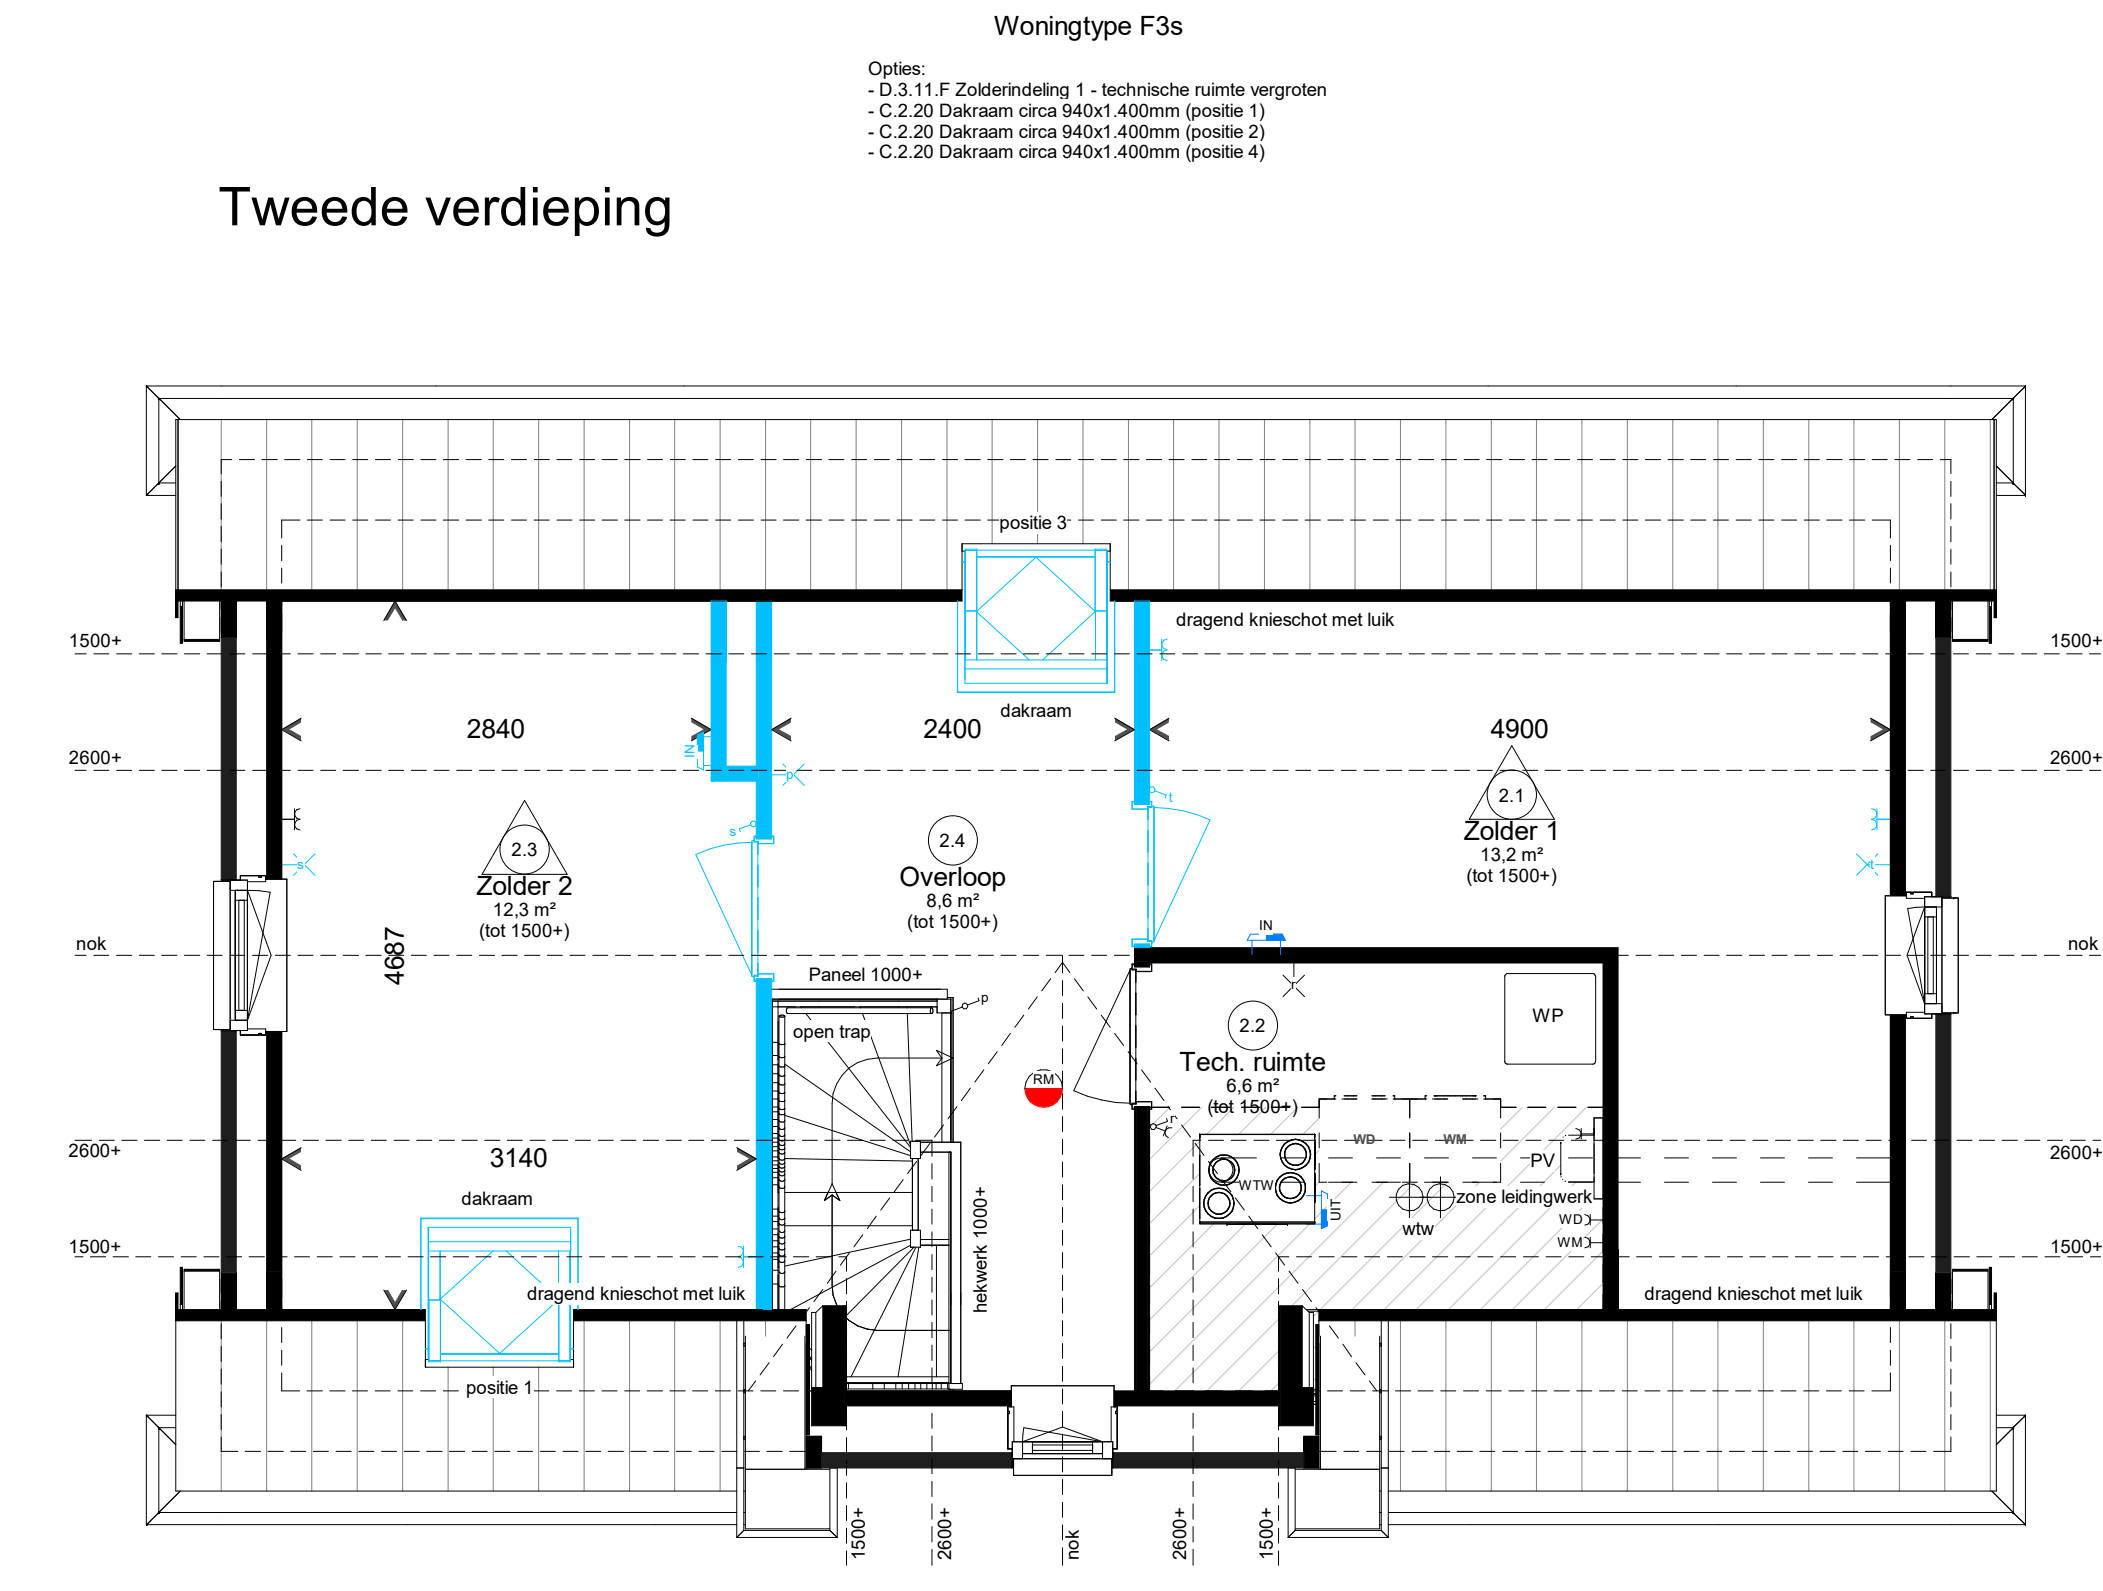 Woningtype F3s
Opties:
- D.3.11.F Zolderindeling 1 - technische ruimte vergroten
- C.2.20 Dakraam circa 940x1.400mm (positie 1)
- C.2.20 Dakraam circa 940x1.400mm (positie 2)
- C.2.20 Dakraam circa 940x1.400mm (positie 4)
Tweede verdieping
positie 3
dragend knieschot met luik
1500+
1500+
dakraam
2840
2400
4900
IN
2600+
2600+
p
t
2.1
Zolder 1
13,2 m²
(tot 1500+)
s
2.3
Zolder 2
12,3 m²
(tot 1500+)
2.4
Overloop
8,6 m²
(tot 1500+)
s
t
IN
nok
nok
4687
Paneel 1000+
p
r
open trap
WP
2.2
Tech. ruimte
6,6 m²
(tot 1500+)
RM
r
WD
WM
2600+
2600+
3140
PV
WTW
dakraam
zone leidingwerk
UIT
WD
wtw
WM
hekwerk 1000+
1500+
1500+
dragend knieschot met luik
dragend knieschot met luik
positie 1
1500+
2600+
nok
2600+
1500+